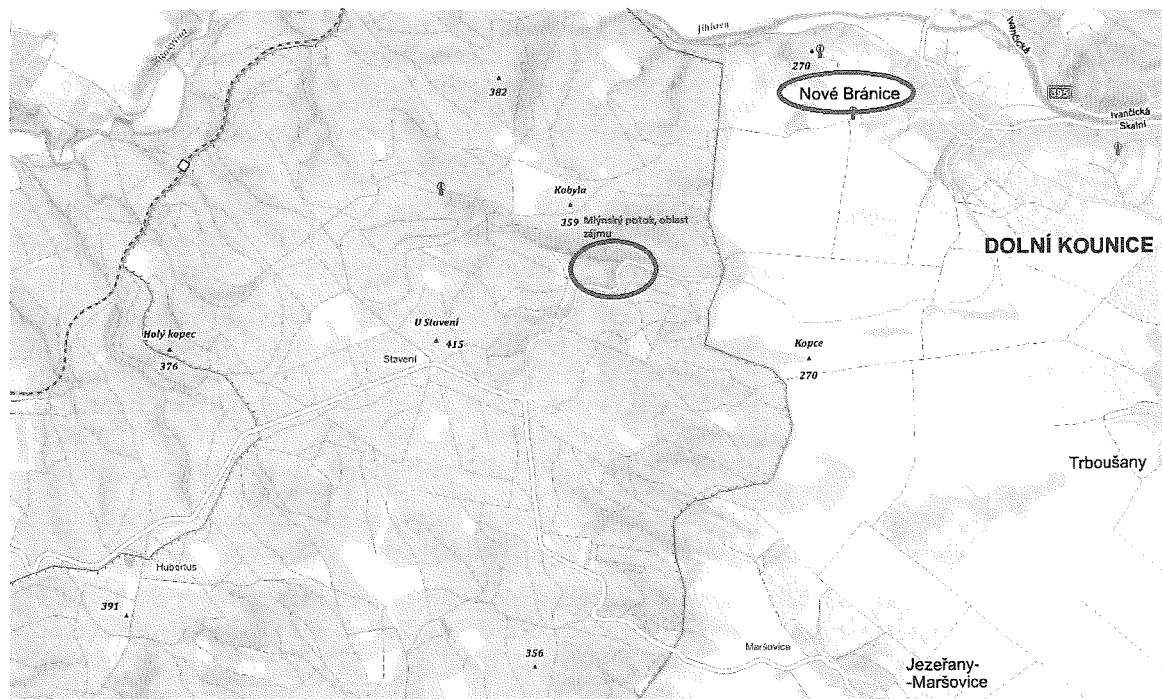 Rokytná
Jihlava
Ivančická
270
382
Nové Bránice
395
Ivančická
Skalní
Kobyla
359
Mlýnský potok, oblast
zájmu
DOLNÍ KOUNICE
Holý kopec
376
U Stavení
415
Stavení
Kopce
270
Trboušany
Hubertus
391
356
Maršovice
Jezeřany-
-Maršovice